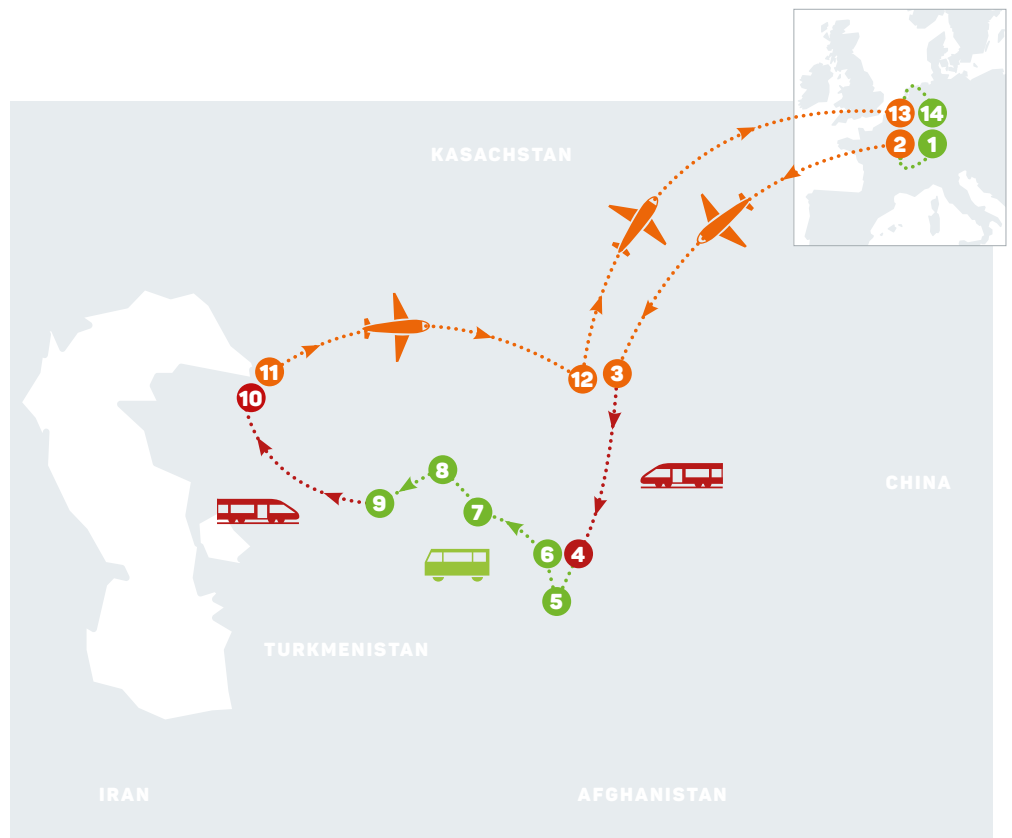 13 14
2 1
KASACHSTAN
11
12 3
10
8
CHINA
9
7
6 4
5
TURKMENISTAN
IRAN
AFGHANISTAN